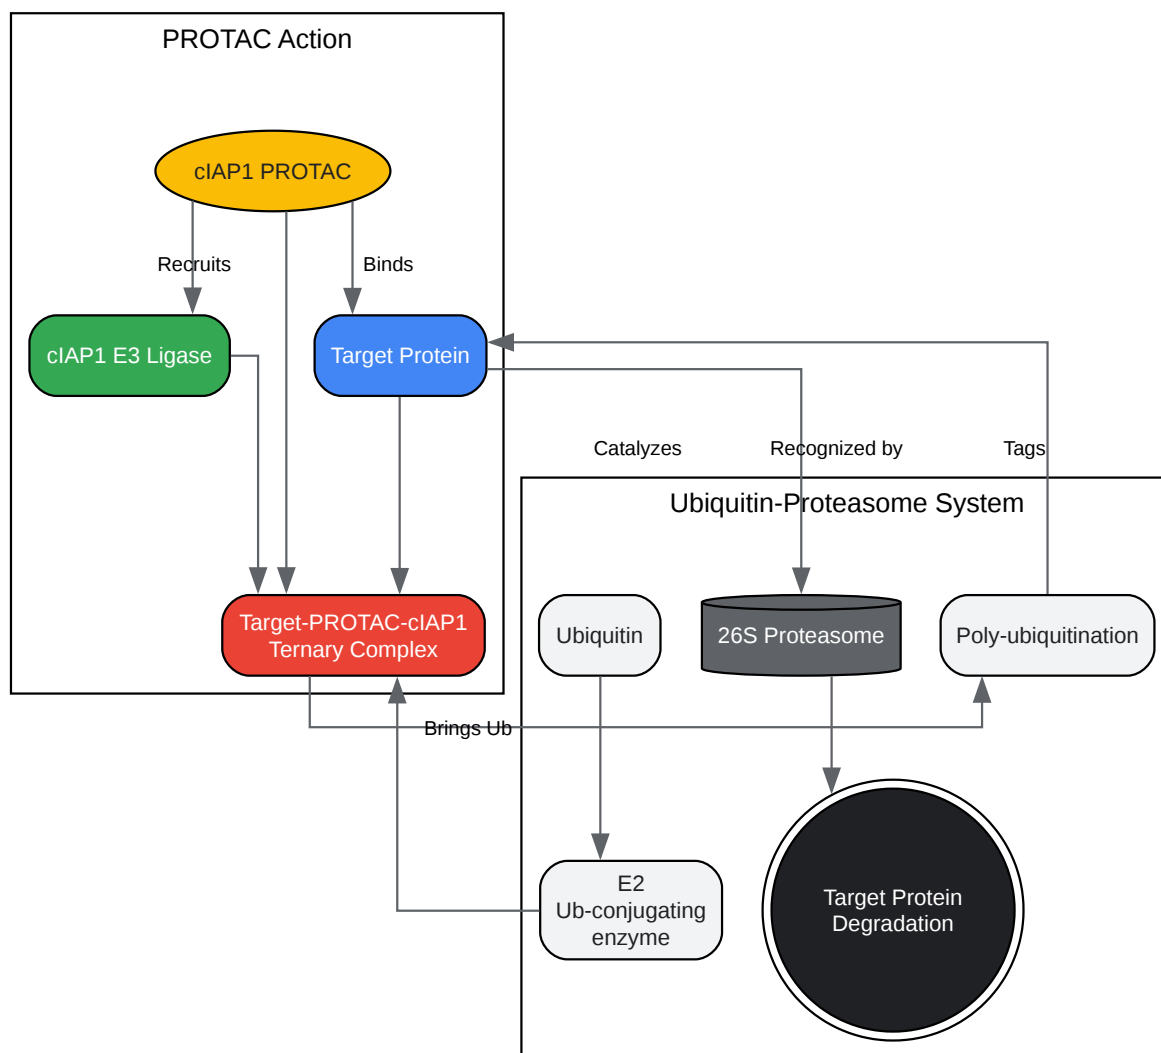 PROTAC Action
cIAP1 PROTAC
Recruits
Binds
cIAP1 E3 Ligase
Target Protein
Catalyzes
Recognized by
Tags
Ubiquitin-Proteasome System
Target-PROTAC-cIAP1
Ternary Complex
Ubiquitin
26S Proteasome
Poly-ubiquitination
Brings Ub
E2
Ub-conjugating
enzyme
Target Protein
Degradation